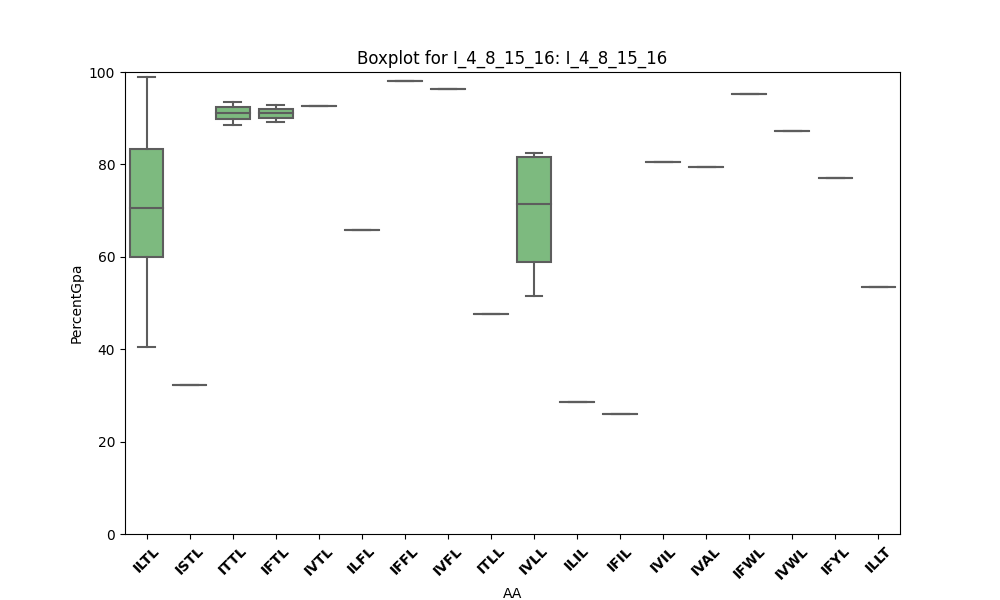 Boxplot for I_4_8_15_16: I_4_8_15_16
100
80
60
40
20
0
PercentGpa
ILTL
ISTL
ITTL
IFTL
IVTL
ILFL
IFFL
IVFL
ITLL
IVLL
ILIL
IFIL
IVIL
IVAL
IFWL
IVWL
IFYL
ILLT
AA